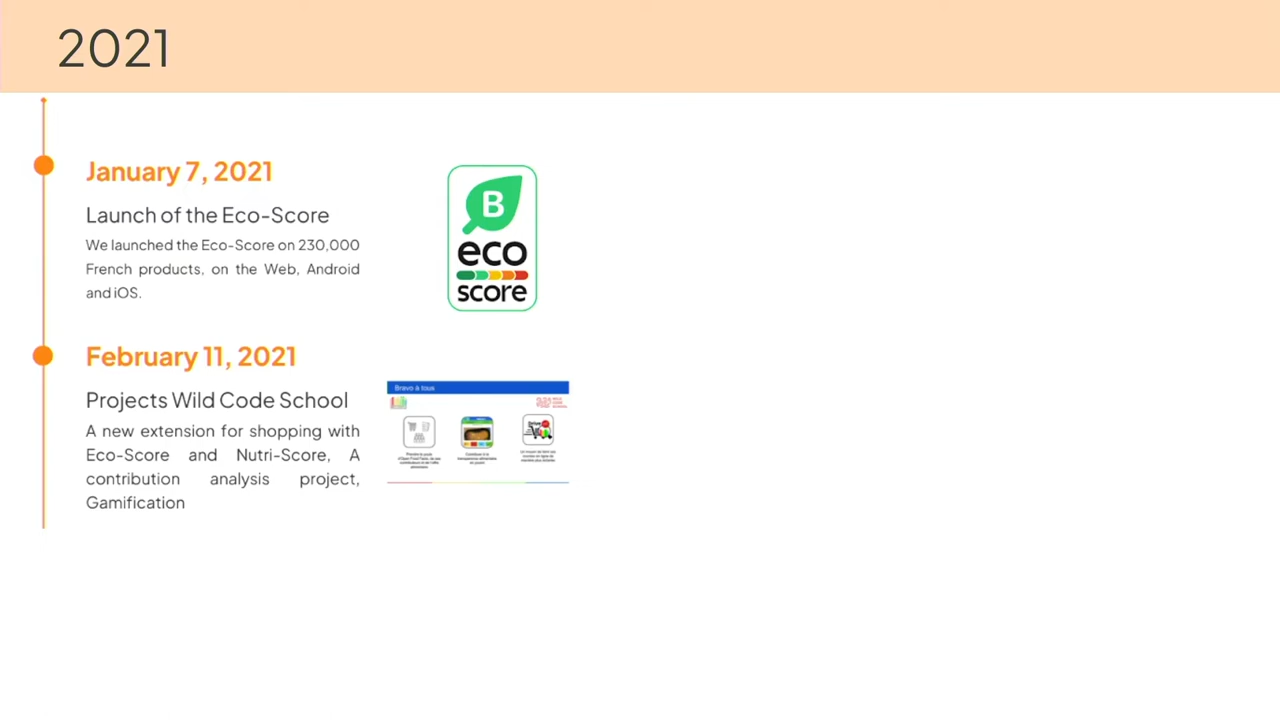 2021
January 7, 2021
Launch of the Eco-Score
We launched the Eco-Score on 230,000
French products, on the Web, Android
and iOS.
B
eco
score
February 11, 2021
Projects Wild Code School
A new extension for shopping with
Eco-Score and Nutri-Score, A
contribution analysis project,
Gamification
Bravo à tous